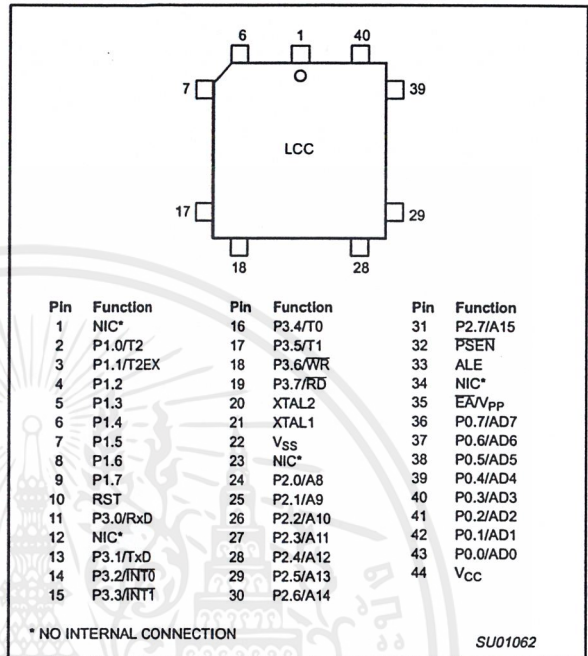 6 1 40
7 39
LCC
17 29
18 28
Pin Function Pin Function Pin Function
1 NIC* 16 P3.4/T0 31 P2.7/A15
2 P1.0/T2 17 P3.5/T1 32 P̅S̅E̅N̅
3 P1.1/T2EX 18 P3.6/W̅R̅ 33 ALE
4 P1.2 19 P3.7/R̅D̅ 34 NIC*
5 P1.3 20 XTAL2 35 E̅A̅/VPP
6 P1.4 21 XTAL1 36 P0.7/AD7
7 P1.5 22 VSS 37 P0.6/AD6
8 P1.6 23 NIC* 38 P0.5/AD5
9 P1.7 24 P2.0/A8 39 P0.4/AD4
10 RST 25 P2.1/A9 40 P0.3/AD3
11 P3.0/RxD 26 P2.2/A10 41 P0.2/AD2
12 NIC* 27 P2.3/A11 42 P0.1/AD1
13 P3.1/TxD 28 P2.4/A12 43 P0.0/AD0
14 P3.2/I̅N̅T̅0̅ 29 P2.5/A13 44 VCC
15 P3.3/I̅N̅T̅1̅ 30 P2.6/A14
* NO INTERNAL CONNECTION
SU01062